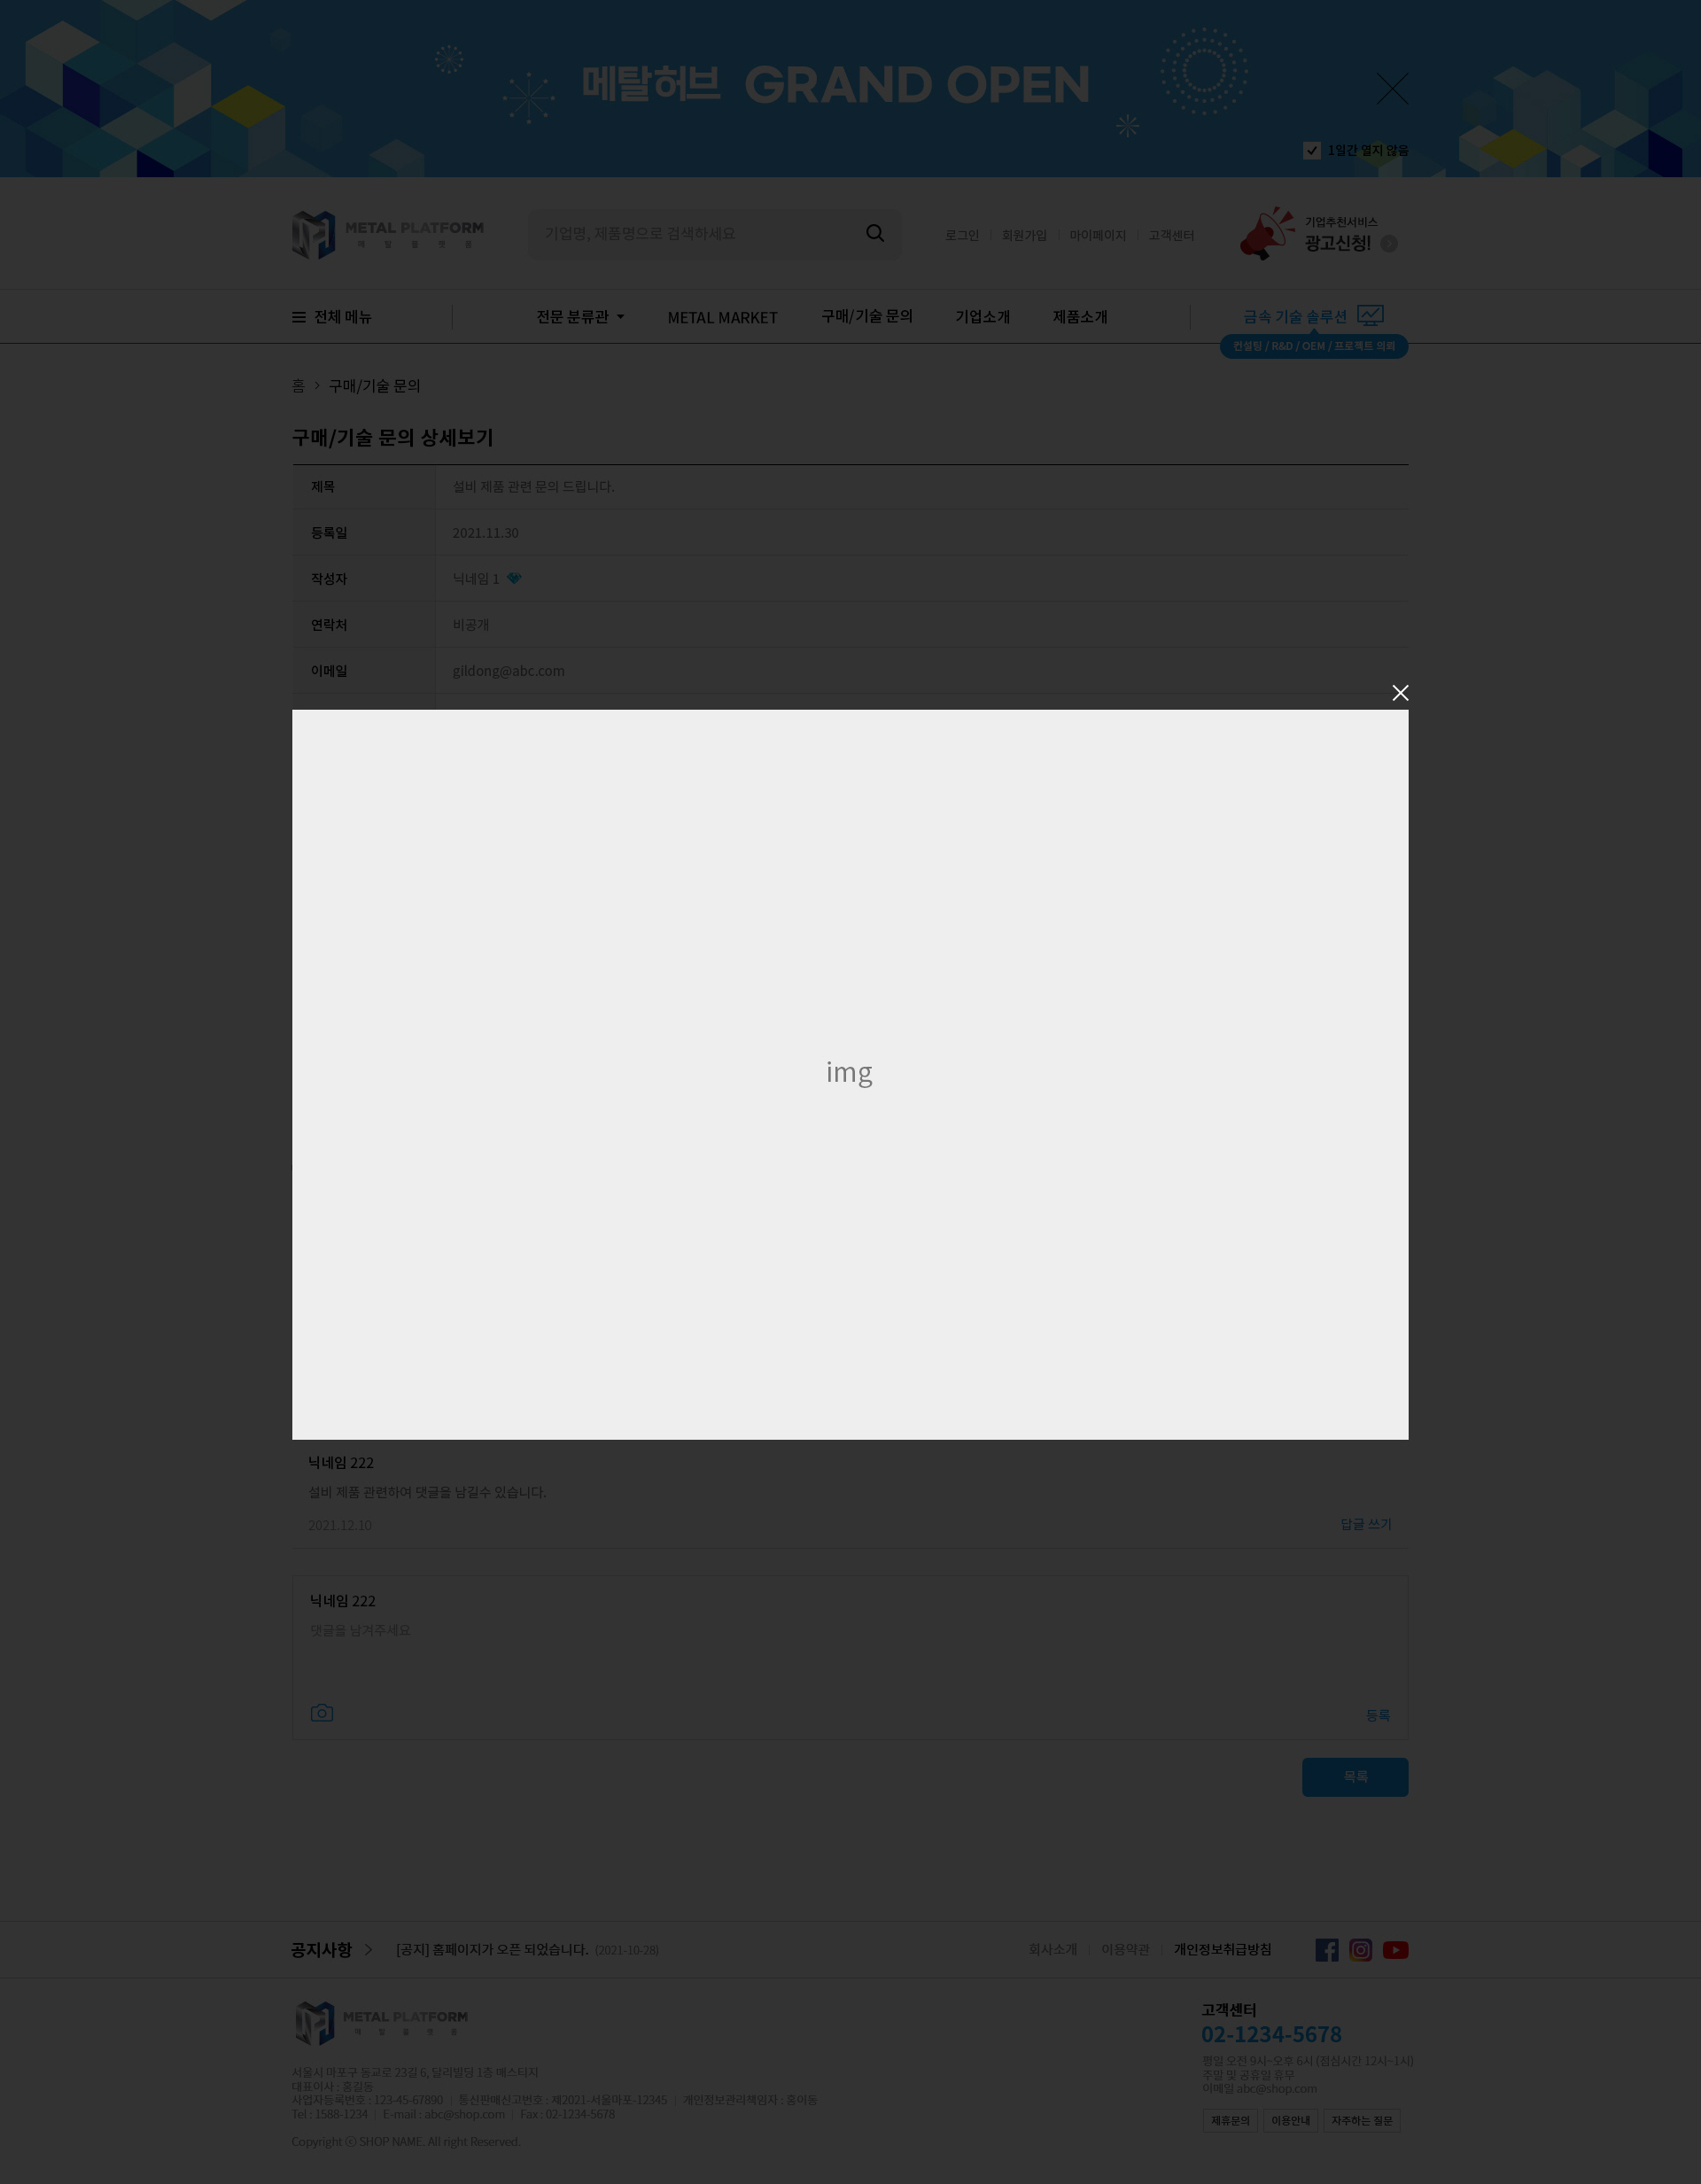 메탈허브 GRAND OPEN
1일간 열지 않음
METAL PLATFORM
메 탈 플 랫 폼
기업명, 제품명으로 검색하세요
로그인
회원가입
마이페이지
고객센터
기업추천서비스
광고신청!
전체 메뉴
전문 분류관
METAL MARKET
구매/기술 문의
기업소개
제품소개
금속 기술 솔루션
컨설팅 / R&D / OEM / 프로젝트 의뢰
홈
구매/기술 문의
구매/기술 문의 상세보기
제목
설비 제품 관련 문의 드립니다.
등록일
2021.11.30
작성자
닉네임 1
연락처
비공개
이메일
gildong@abc.com
img
닉네임 222
설비 제품 관련하여 댓글을 남길수 있습니다.
2021.12.10
답글 쓰기
닉네임 222
댓글을 남겨주세요
등록
목록
공지사항
[공지] 홈페이지가 오픈 되었습니다. (2021-10-28)
회사소개
이용약관
개인정보취급방침
METAL PLATFORM
메 탈 플 랫 폼
서울시 마포구 동교로 23길 6, 달리빌딩 1층 메스티지
대표이사 : 홍길동
사업자등록번호 : 123-45-67890 | 통신판매신고번호 : 제2021-서울마포-12345 | 개인정보관리책임자 : 홍이동
Tel : 1588-1234 | E-mail : abc@shop.com | Fax : 02-1234-5678
Copyright ⓒ SHOP NAME. All right Reserved.
고객센터
02-1234-5678
평일 오전 9시~오후 6시 (점심시간 12시~1시)
주말 및 공휴일 휴무
이메일 abc@shop.com
제휴문의
이용안내
자주하는 질문